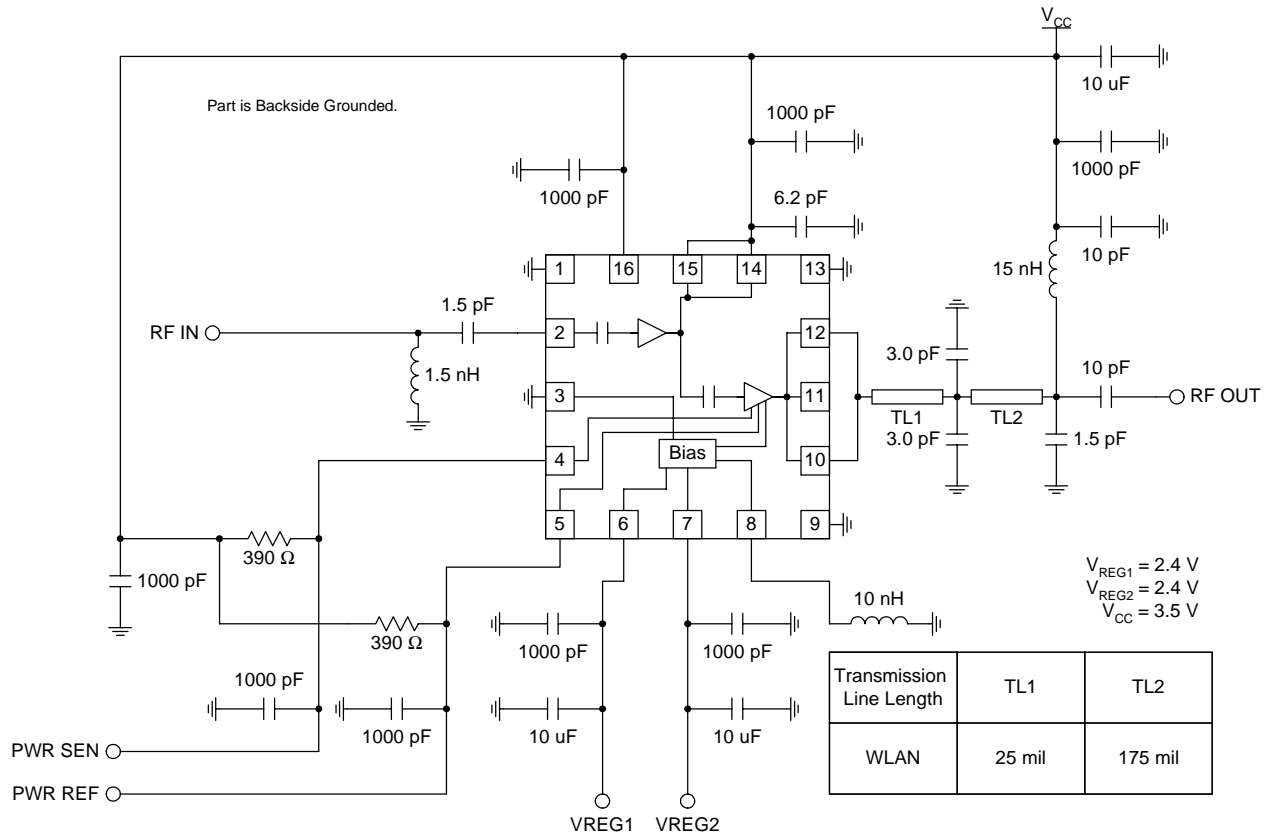 V_CC
10 uF
Part is Backside Grounded.
1000 pF
1000 pF
1000 pF
6.2 pF
10 pF
15 nH
1
16
15
14
13
1.5 pF
RF IN
2
12
3.0 pF
10 pF
1.5 nH
3
11
RF OUT
TL1
TL2
3.0 pF
1.5 pF
4
Bias
10
5
6
7
8
9
390 Ω
1000 pF
V_REG1 = 2.4 V
V_REG2 = 2.4 V
V_CC = 3.5 V
10 nH
390 Ω
1000 pF
1000 pF
Transmission Line Length
TL1
TL2
1000 pF
1000 pF
10 uF
10 uF
WLAN
25 mil
175 mil
PWR SEN
PWR REF
VREG1
VREG2